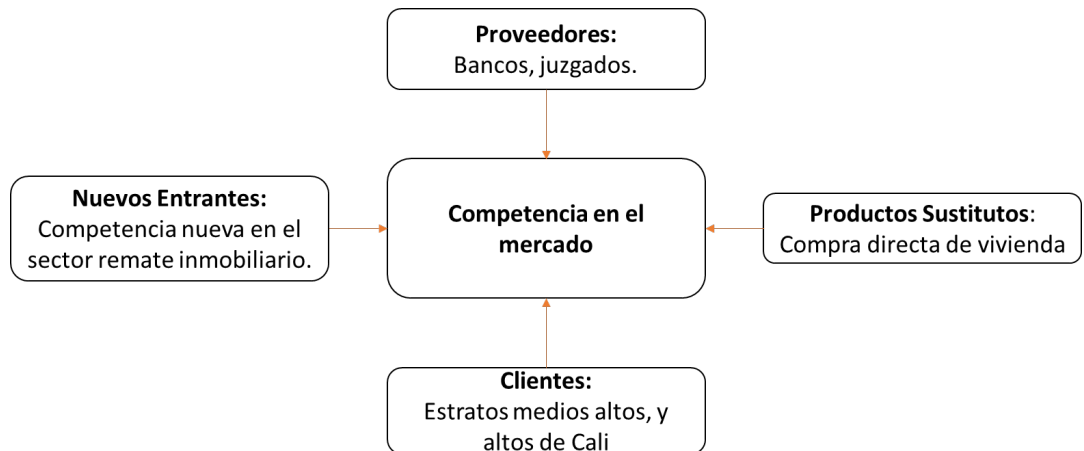 Proveedores:
Bancos, juzgados.
Nuevos Entrantes:
Competencia nueva en el
sector remate inmobiliario.
Competencia en el
mercado
Productos Sustitutos:
Compra directa de vivienda
Clientes:
Estratos medios altos, y
altos de Cali